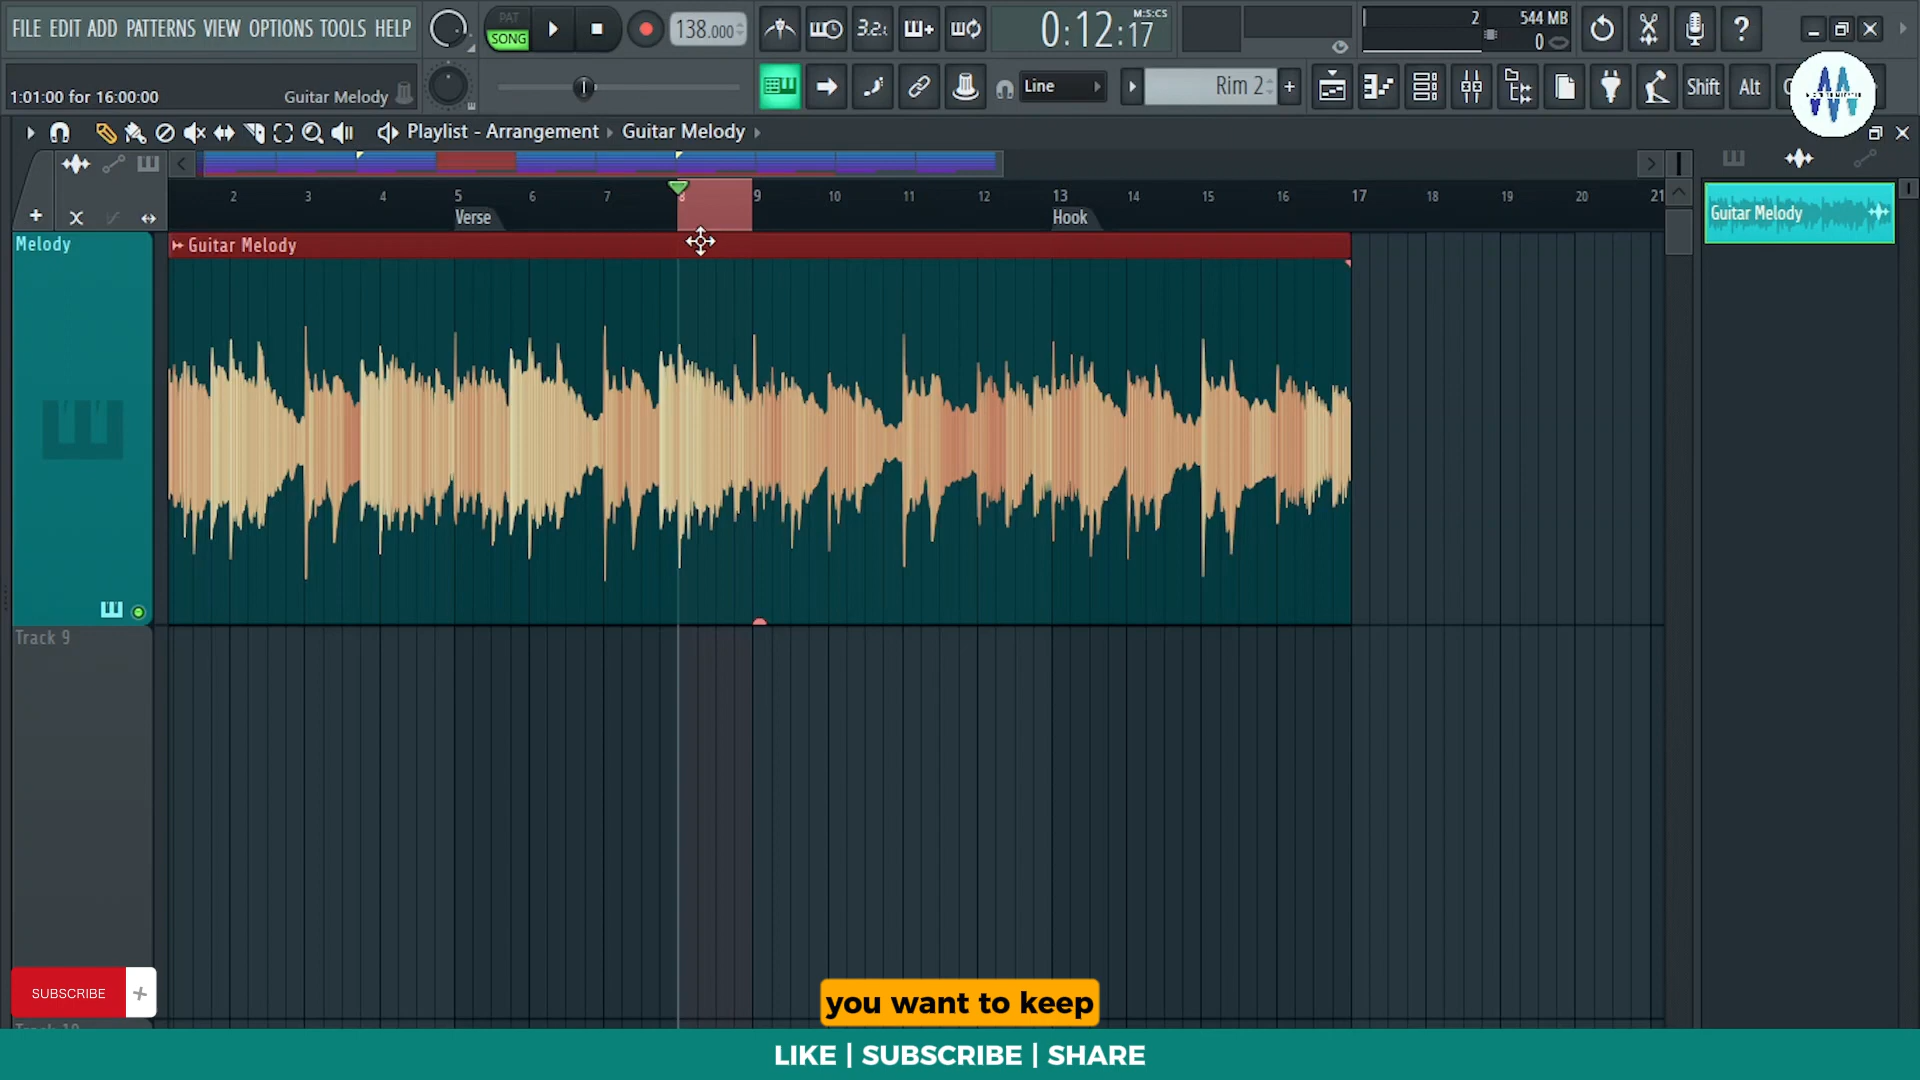 FILE EDIT ADD PATTERNS VIEW OPTIONS TOOLS HELP
PAT
SONG
138.000
3.2.
0:12:17
M:S:CS
2
544 MB
0
1:01:00 for 16:00:00
Guitar Melody
Line
Rim 2
Shift
Alt
Playlist - Arrangement
Guitar Melody
2 3 4 5 6 7 8 9 10 11 12 13 14 15 16 17 18 19 20 21
Verse
Hook
Melody
Guitar Melody
Guitar Melody
Track 9
SUBSCRIBE
you want to keep
LIKE | SUBSCRIBE | SHARE